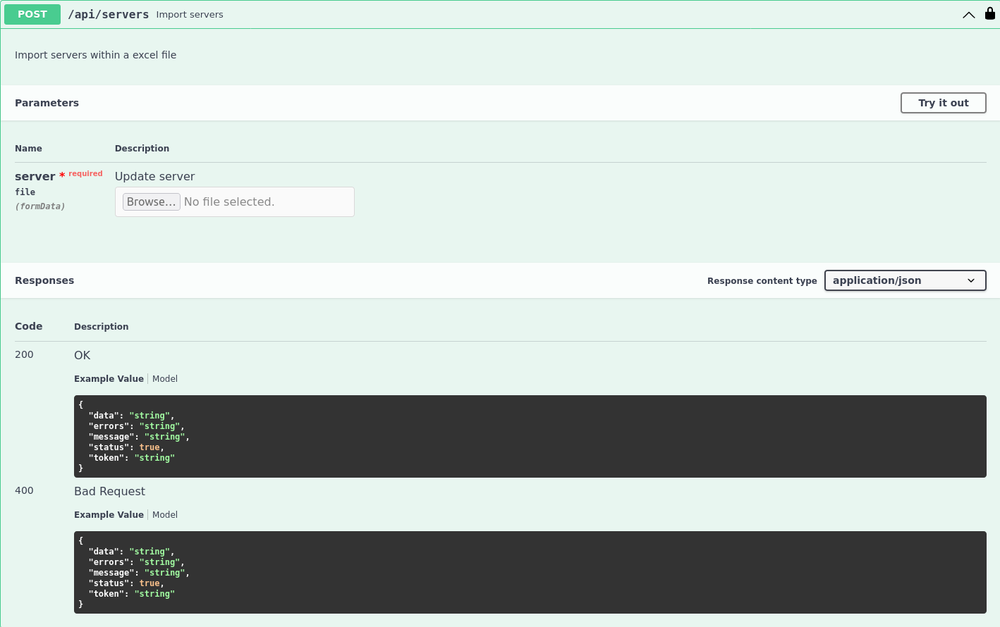 POST /api/servers Import servers
Import servers within a excel file
Parameters Try it out
Name Description
server * required Update server
file
(formData)
Browse... No file selected.
Responses Response content type application/json
Code Description
200 OK
Example Value Model
{
  "data": "string",
  "errors": "string",
  "message": "string",
  "status": true,
  "token": "string"
}
400 Bad Request
Example Value Model
{
  "data": "string",
  "errors": "string",
  "message": "string",
  "status": true,
  "token": "string"
}